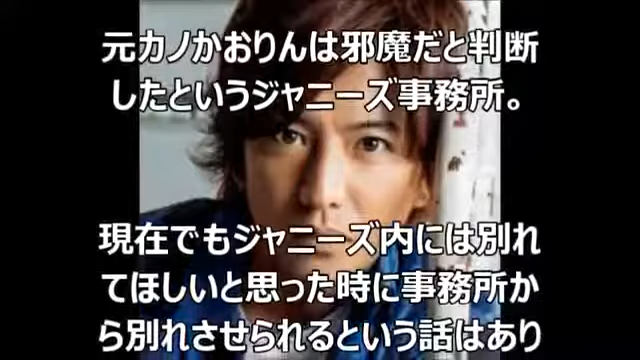 元カノかおりんは邪魔だと判断
したというジャニーズ事務所。
現在でもジャニーズ内には別れ
てほしいと思った時に事務所か
ら別れさせられるという話はあり